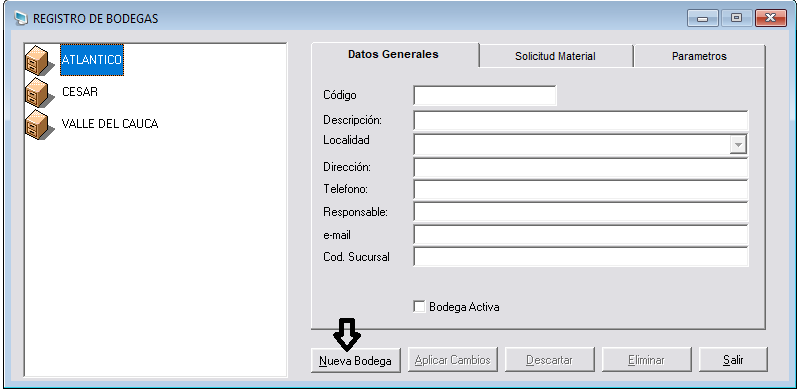 REGISTRO DE BODEGAS
ATLANTICO
CESAR
VALLE DEL CAUCA
Datos Generales
Solicitud Material
Parametros
Código
Descripción:
Localidad
Dirección:
Telefono:
Responsable:
e-mail
Cod. Sucursal
Bodega Activa
Nueva Bodega
Aplicar Cambios
Descartar
Eliminar
Salir